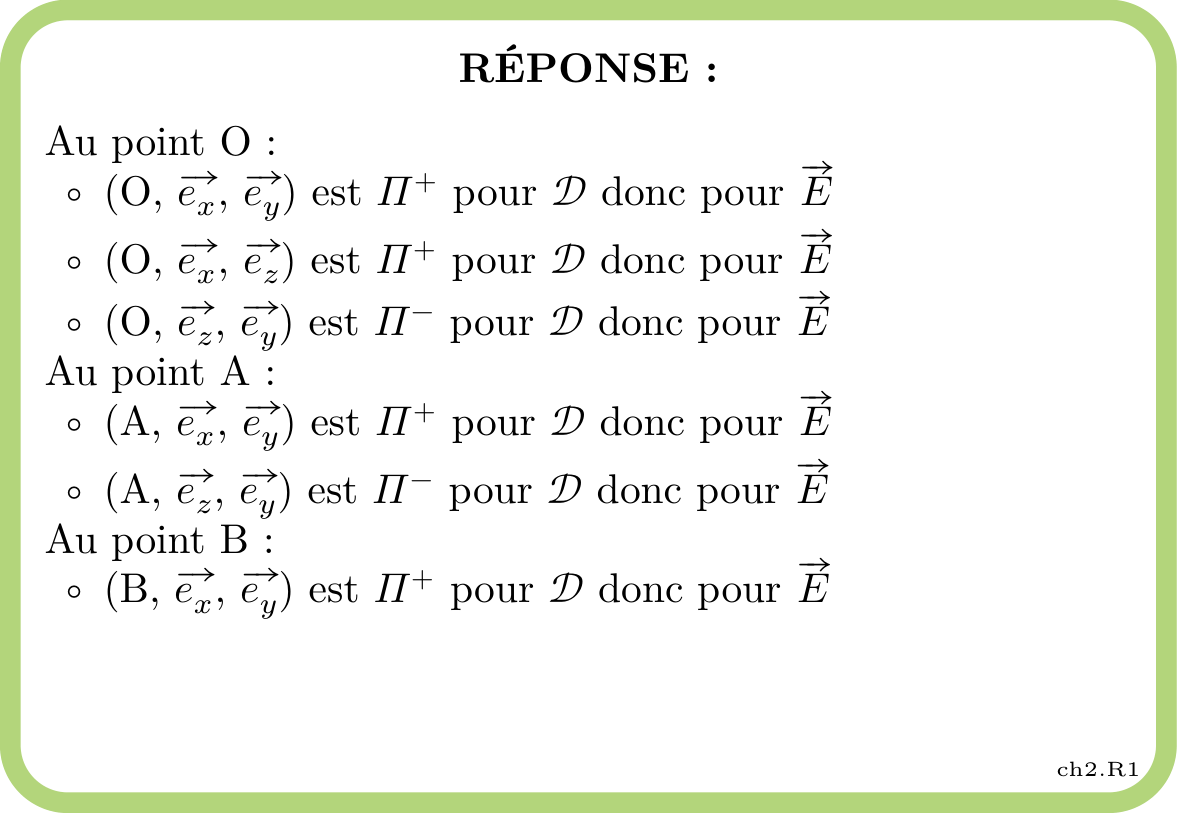 RÉPONSE :
Au point O :
∘ (O, $\overrightarrow{e_x}$, $\overrightarrow{e_y}$) est $\Pi^+$ pour $\mathcal{D}$ donc pour $\overrightarrow{E}$
∘ (O, $\overrightarrow{e_x}$, $\overrightarrow{e_z}$) est $\Pi^+$ pour $\mathcal{D}$ donc pour $\overrightarrow{E}$
∘ (O, $\overrightarrow{e_z}$, $\overrightarrow{e_y}$) est $\Pi^-$ pour $\mathcal{D}$ donc pour $\overrightarrow{E}$
Au point A :
∘ (A, $\overrightarrow{e_x}$, $\overrightarrow{e_y}$) est $\Pi^+$ pour $\mathcal{D}$ donc pour $\overrightarrow{E}$
∘ (A, $\overrightarrow{e_z}$, $\overrightarrow{e_y}$) est $\Pi^-$ pour $\mathcal{D}$ donc pour $\overrightarrow{E}$
Au point B :
∘ (B, $\overrightarrow{e_x}$, $\overrightarrow{e_y}$) est $\Pi^+$ pour $\mathcal{D}$ donc pour $\overrightarrow{E}$
ch2.R1